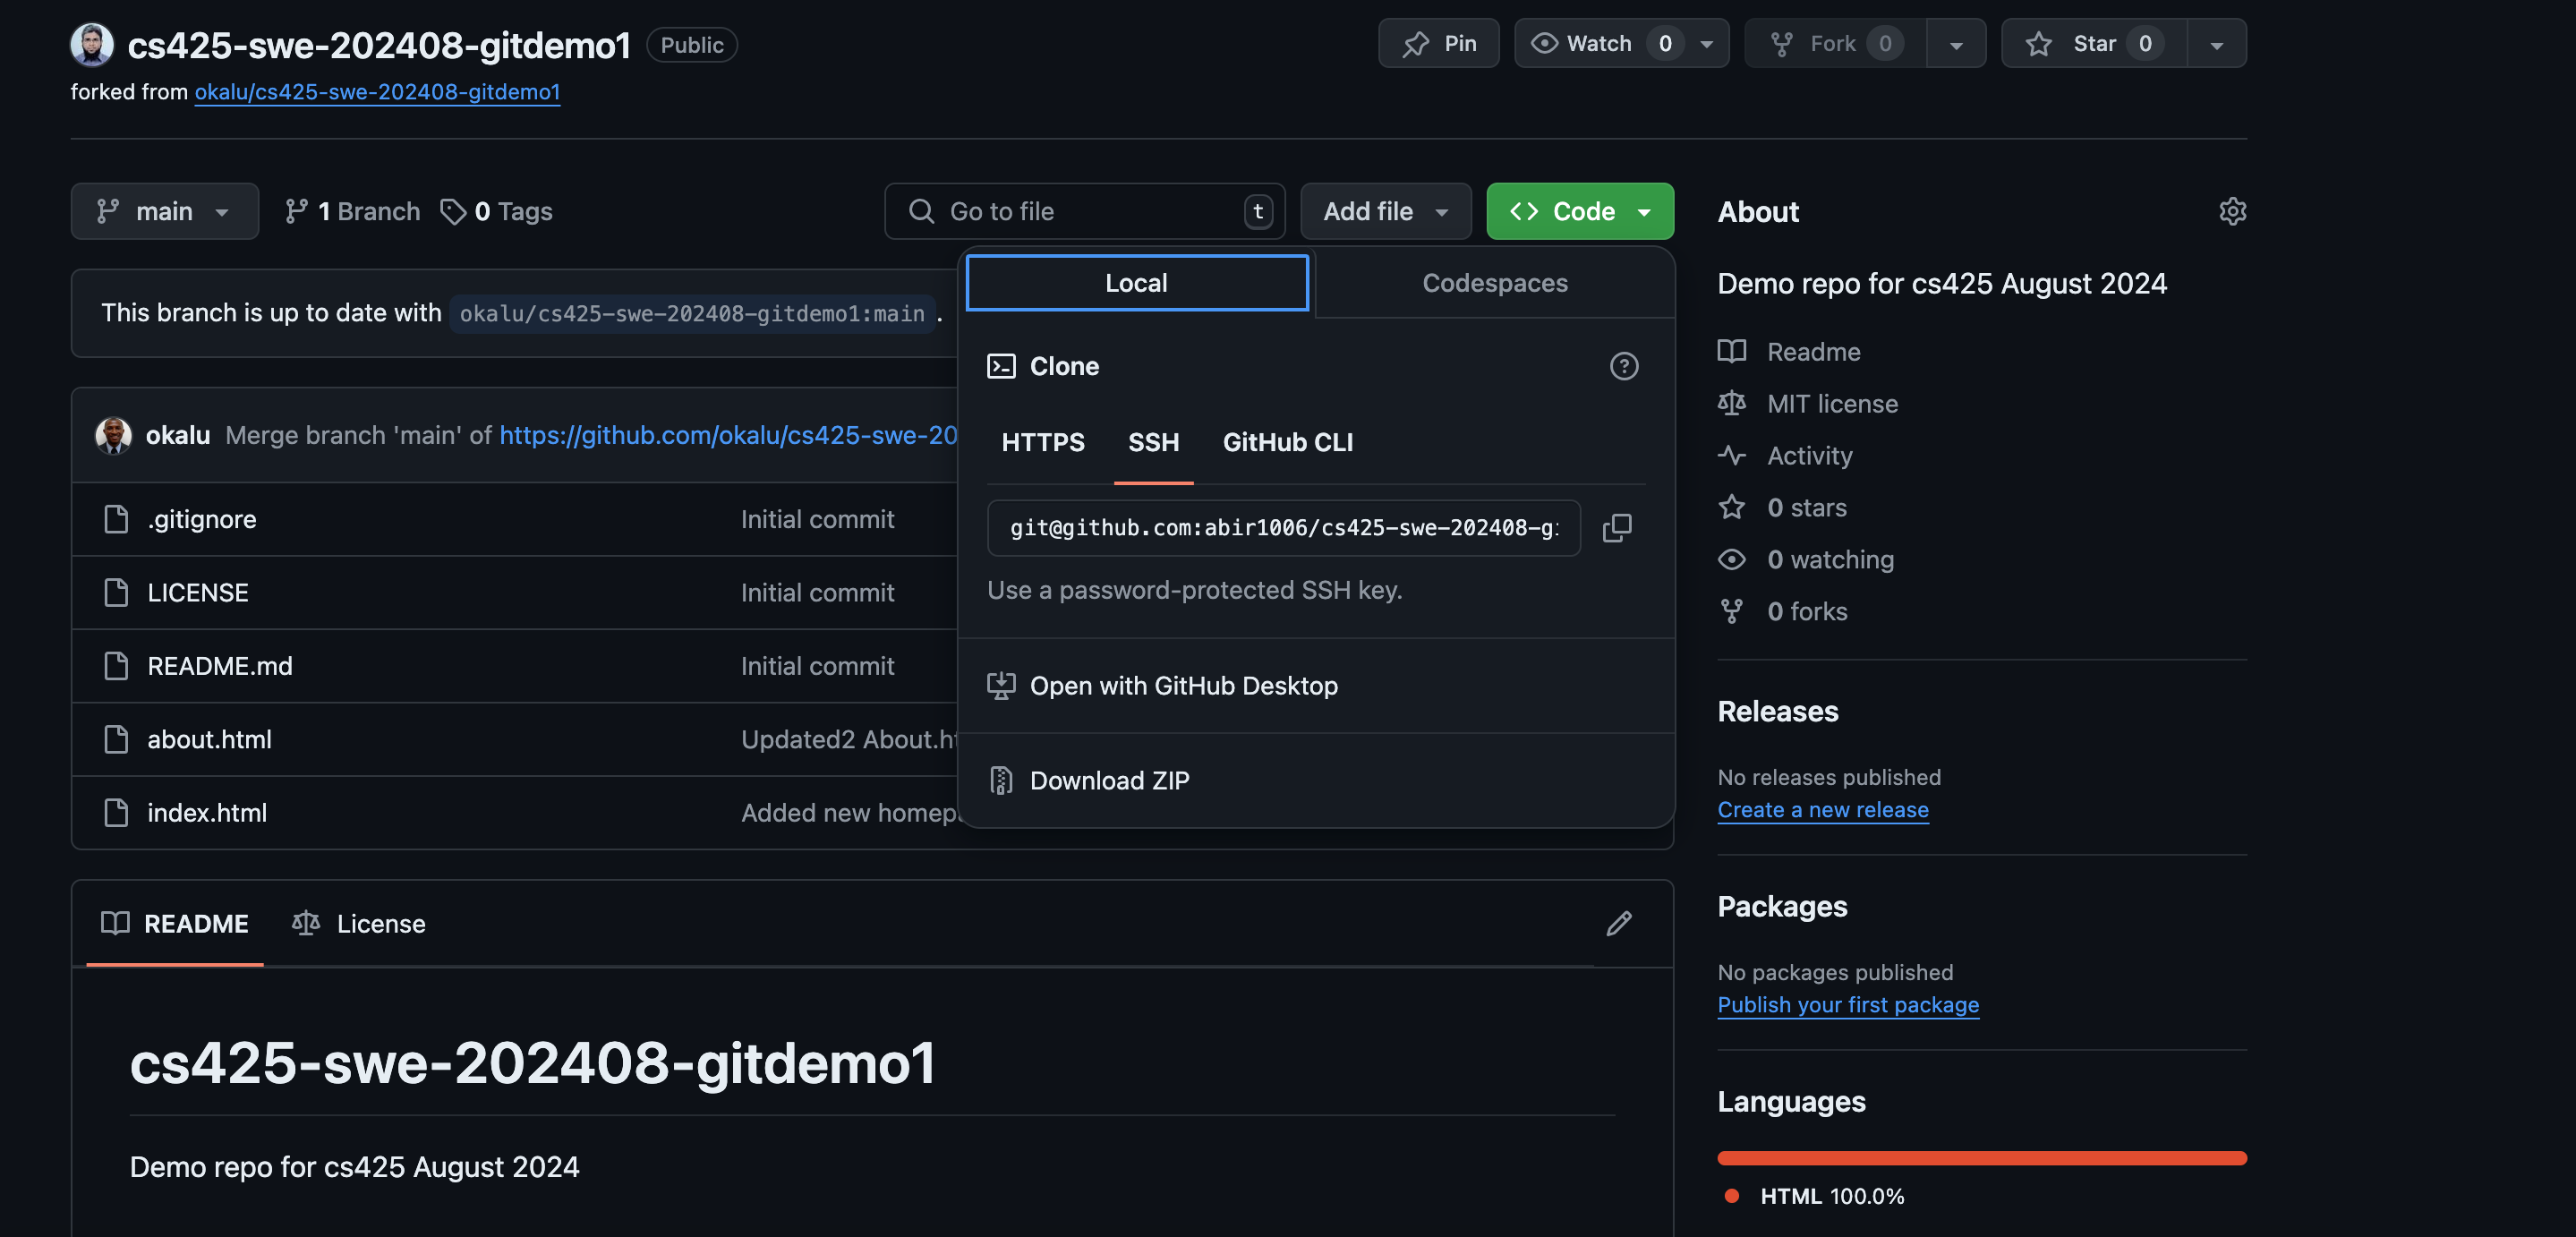 cs425-swe-202408-gitdemo1 Public Pin Watch 0 Fork 0 Star 0
forked from okalu/cs425-swe-202408-gitdemo1
main 1 Branch 0 Tags Go to file t Add file <> Code
This branch is up to date with okalu/cs425-swe-202408-gitdemo1:main .
okalu Merge branch 'main' of https://github.com/okalu/cs425-swe-20
.gitignore Initial commit
LICENSE Initial commit
README.md Initial commit
about.html Updated2 About.ht
index.html Added new homep
Local Codespaces
Clone
HTTPS SSH GitHub CLI
git@github.com:abir1006/cs425-swe-202408-g
Use a password-protected SSH key.
Open with GitHub Desktop
Download ZIP
README License
cs425-swe-202408-gitdemo1
Demo repo for cs425 August 2024
About
Demo repo for cs425 August 2024
Readme
MIT license
Activity
0 stars
0 watching
0 forks
Releases
No releases published
Create a new release
Packages
No packages published
Publish your first package
Languages
HTML 100.0%